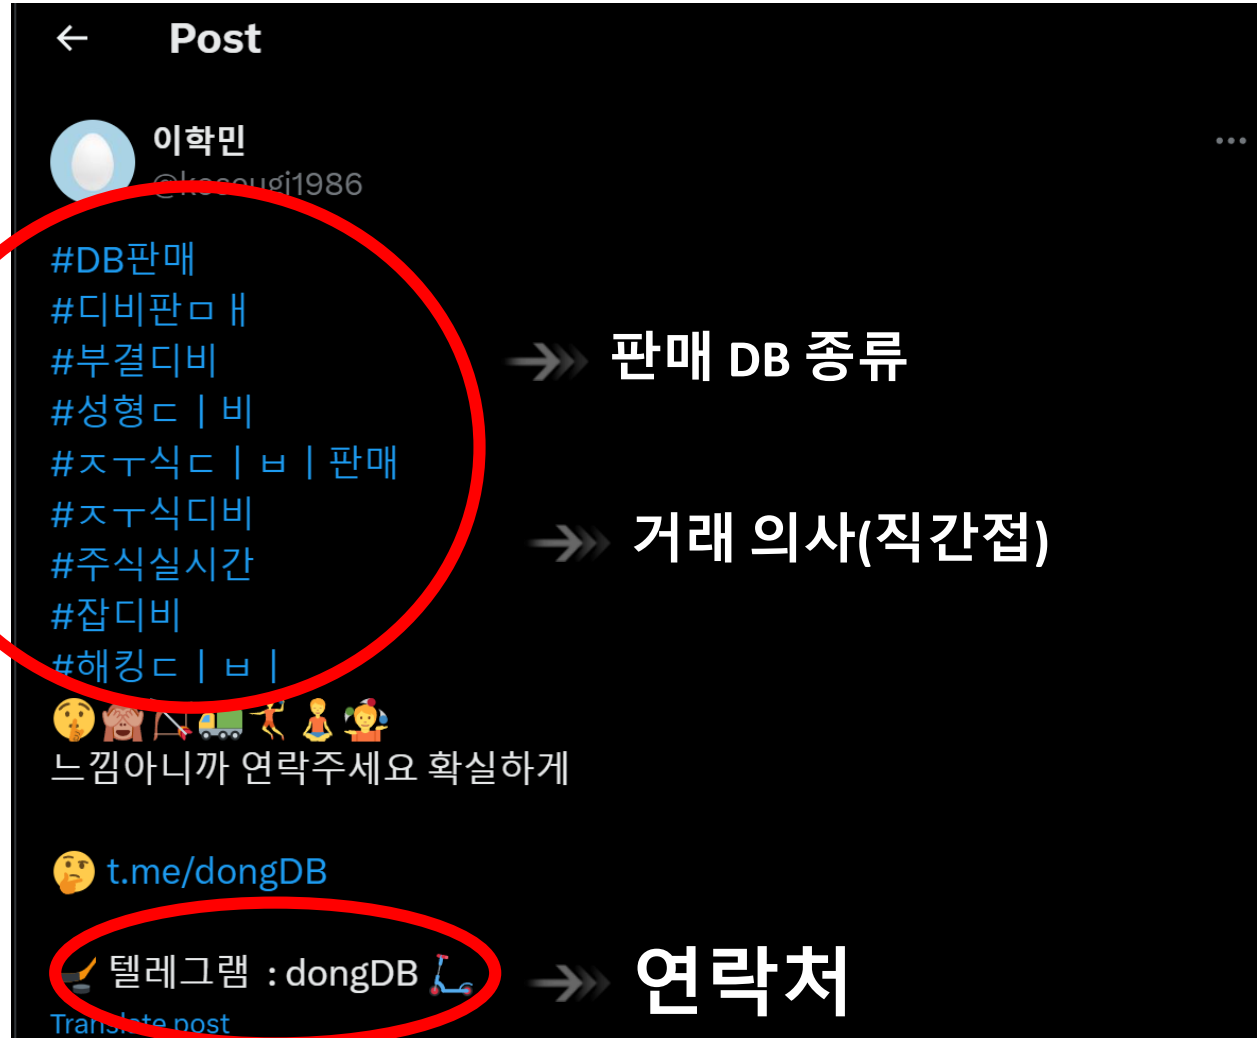 Post
이학민
@koseugi1986
#DB판매
#디비판ㅁㅐ
#부결디비
#성형ㄷㅣ비
#ㅈㅜ식ㄷㅣㅂㅣ판매
#ㅈㅜ식디비
#주식실시간
#잡디비
#해킹ㄷㅣㅂㅣ
판매 DB 종류
거래 의사(직간접)
느낌아니까 연락주세요 확실하게
t.me/dongDB
텔레그램 : dongDB
연락처
Translate post